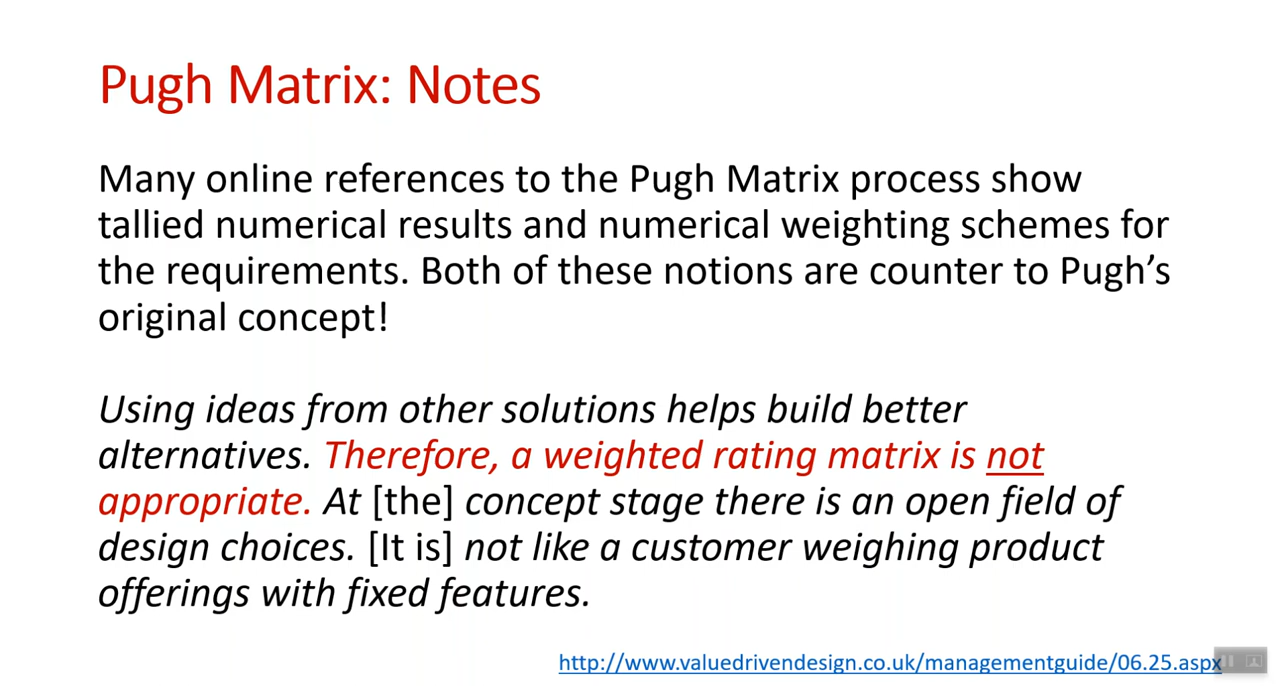 Pugh Matrix: Notes
Many online references to the Pugh Matrix process show
tallied numerical results and numerical weighting schemes for
the requirements. Both of these notions are counter to Pugh’s
original concept!
Using ideas from other solutions helps build better
alternatives. Therefore, a weighted rating matrix is not
appropriate. At [the] concept stage there is an open field of
design choices. [It is] not like a customer weighing product
offerings with fixed features.
http://www.valuedrivendesign.co.uk/managementguide/06.25.aspx